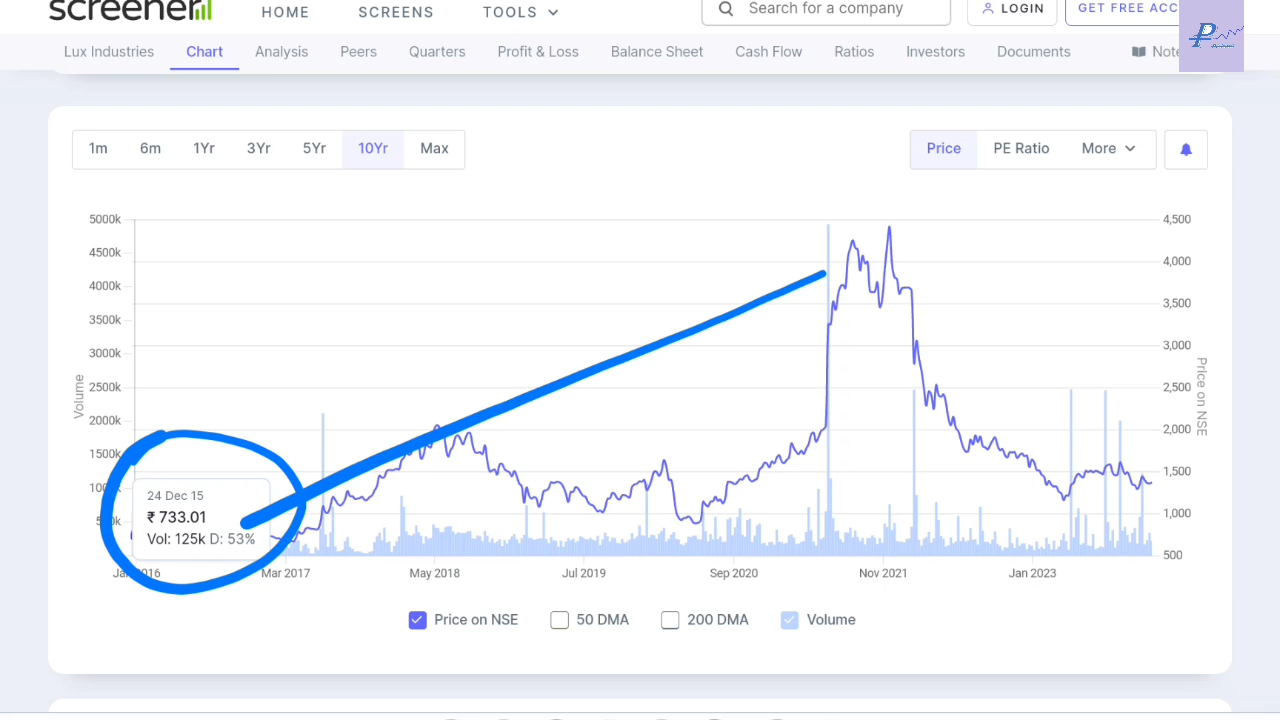 screener
HOME SCREENS TOOLS
Search for a company
LOGIN
GET FREE ACC
Lux Industries Chart Analysis Peers Quarters Profit & Loss Balance Sheet Cash Flow Ratios Investors Documents Note
1m 6m 1Yr 3Yr 5Yr 10Yr Max
Price PE Ratio More
5000k
4500k
4000k
3500k
3000k
2500k
2000k
1500k
Volume
4,500
4,000
3,500
3,000
2,500
2,000
1,500
1,000
500
Price on NSE
24 Dec 15
₹ 733.01
Vol: 125k D: 53%
Mar 2017 May 2018 Jul 2019 Sep 2020 Nov 2021 Jan 2023
Price on NSE 50 DMA 200 DMA Volume